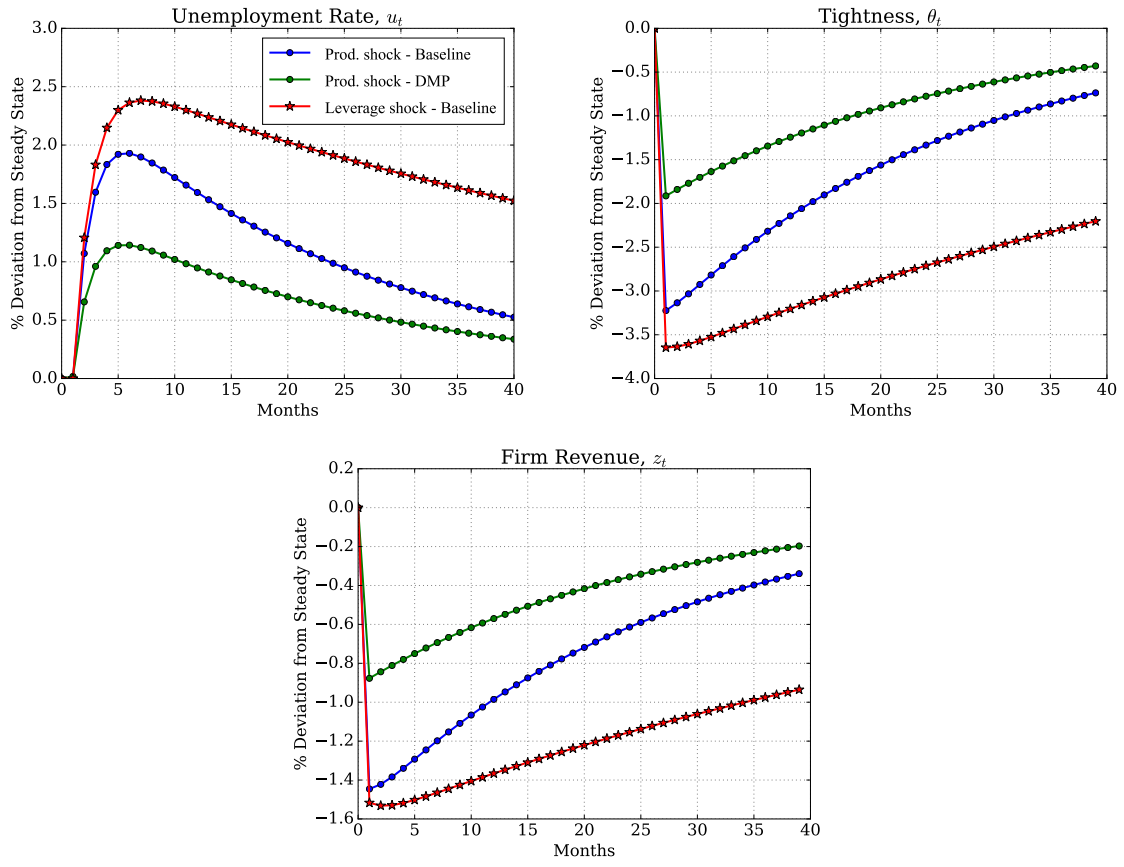 Unemployment Rate, u_t
% Deviation from Steady State
3.0
2.5
2.0
1.5
1.0
0.5
0.0
Prod. shock - Baseline
Prod. shock - DMP
Leverage shock - Baseline
0 5 10 15 20 25 30 35 40
Months
Tightness, θ_t
% Deviation from Steady State
0.0
−0.5
−1.0
−1.5
−2.0
−2.5
−3.0
−3.5
−4.0
0 5 10 15 20 25 30 35 40
Months
Firm Revenue, z_t
% Deviation from Steady State
0.2
0.0
−0.2
−0.4
−0.6
−0.8
−1.0
−1.2
−1.4
−1.6
0 5 10 15 20 25 30 35 40
Months